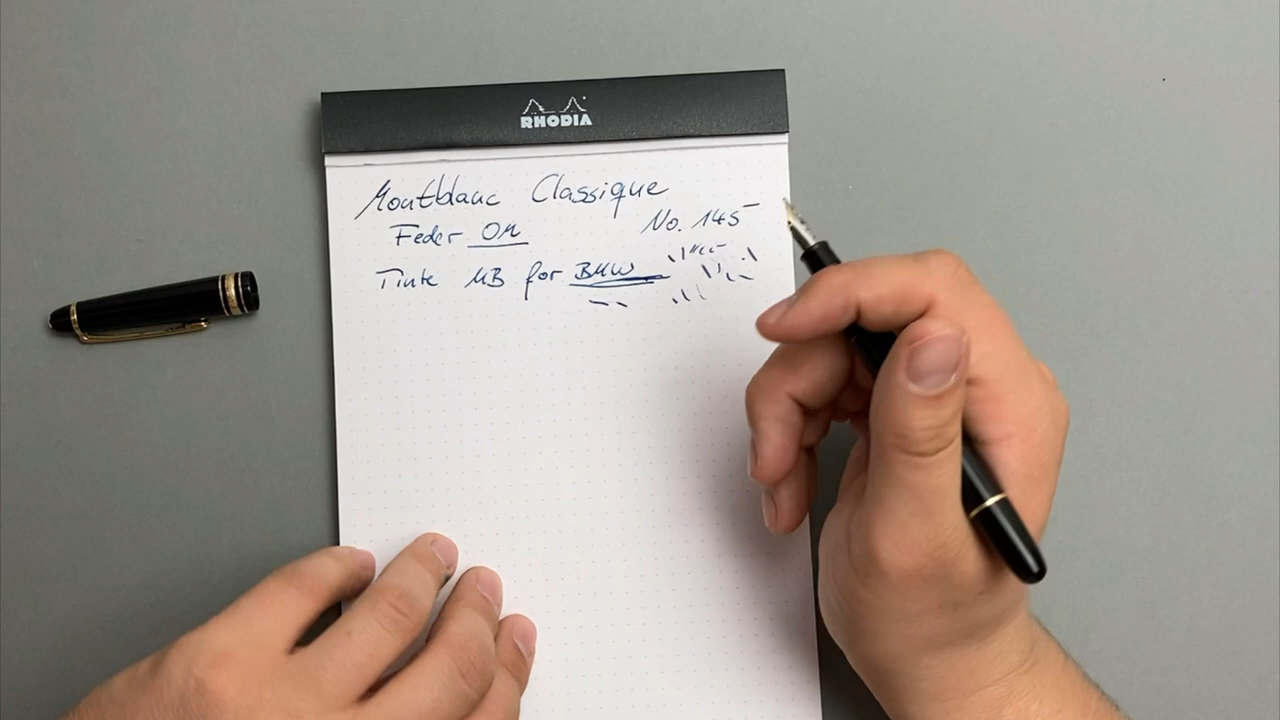 RHODIA
Montblanc Classique
No. 145
Feder OM
Tinte MB for BMW